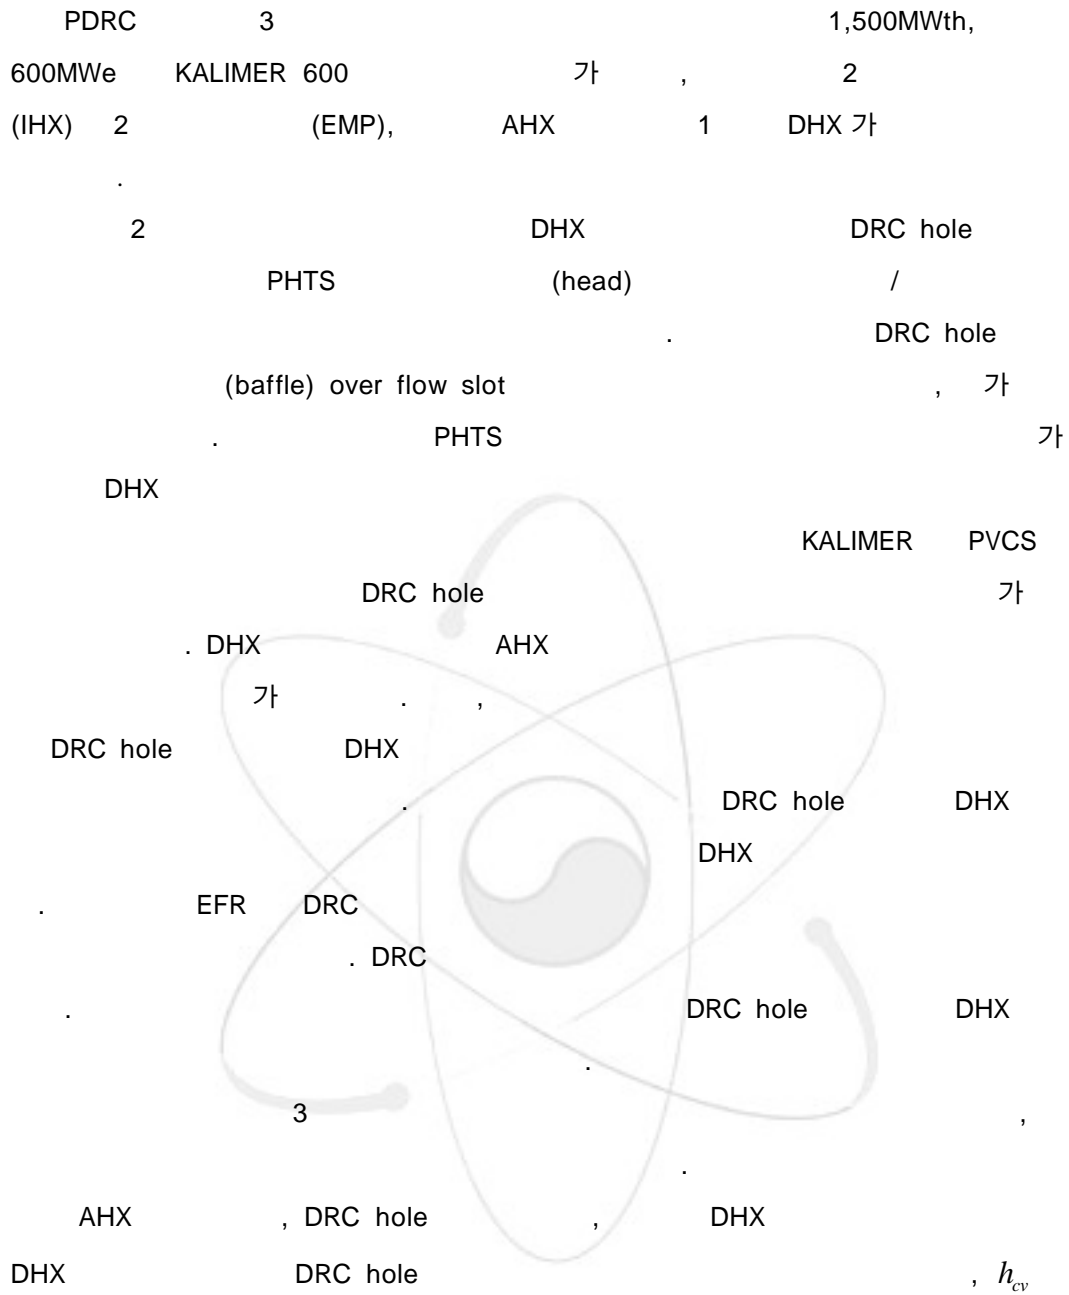 PDRC 3 1,500MWth,
600MWe KALIMER 600 가 , 2
(IHX) 2 (EMP), AHX 1 DHX 가
.
2 DHX DRC hole
PHTS (head) /
. DRC hole
(baffle) over flow slot , 가
. PHTS 가
DHX
KALIMER PVCS
DRC hole 가
. DHX AHX
가 . ,
DRC hole DHX
. DRC hole DHX
DHX
. EFR DRC
. DRC
. DRC hole DHX
.
3 ,
.
AHX , DRC hole , DHX
DHX DRC hole , h_cv